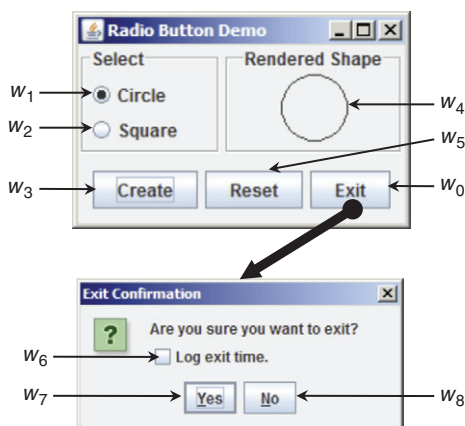 Radio Button Demo
Select
Rendered Shape
w1
Circle
w4
w2
Square
w5
w3
Create
Reset
Exit
w0
Exit Confirmation
?
Are you sure you want to exit?
w6
Log exit time.
w7
Yes
No
w8